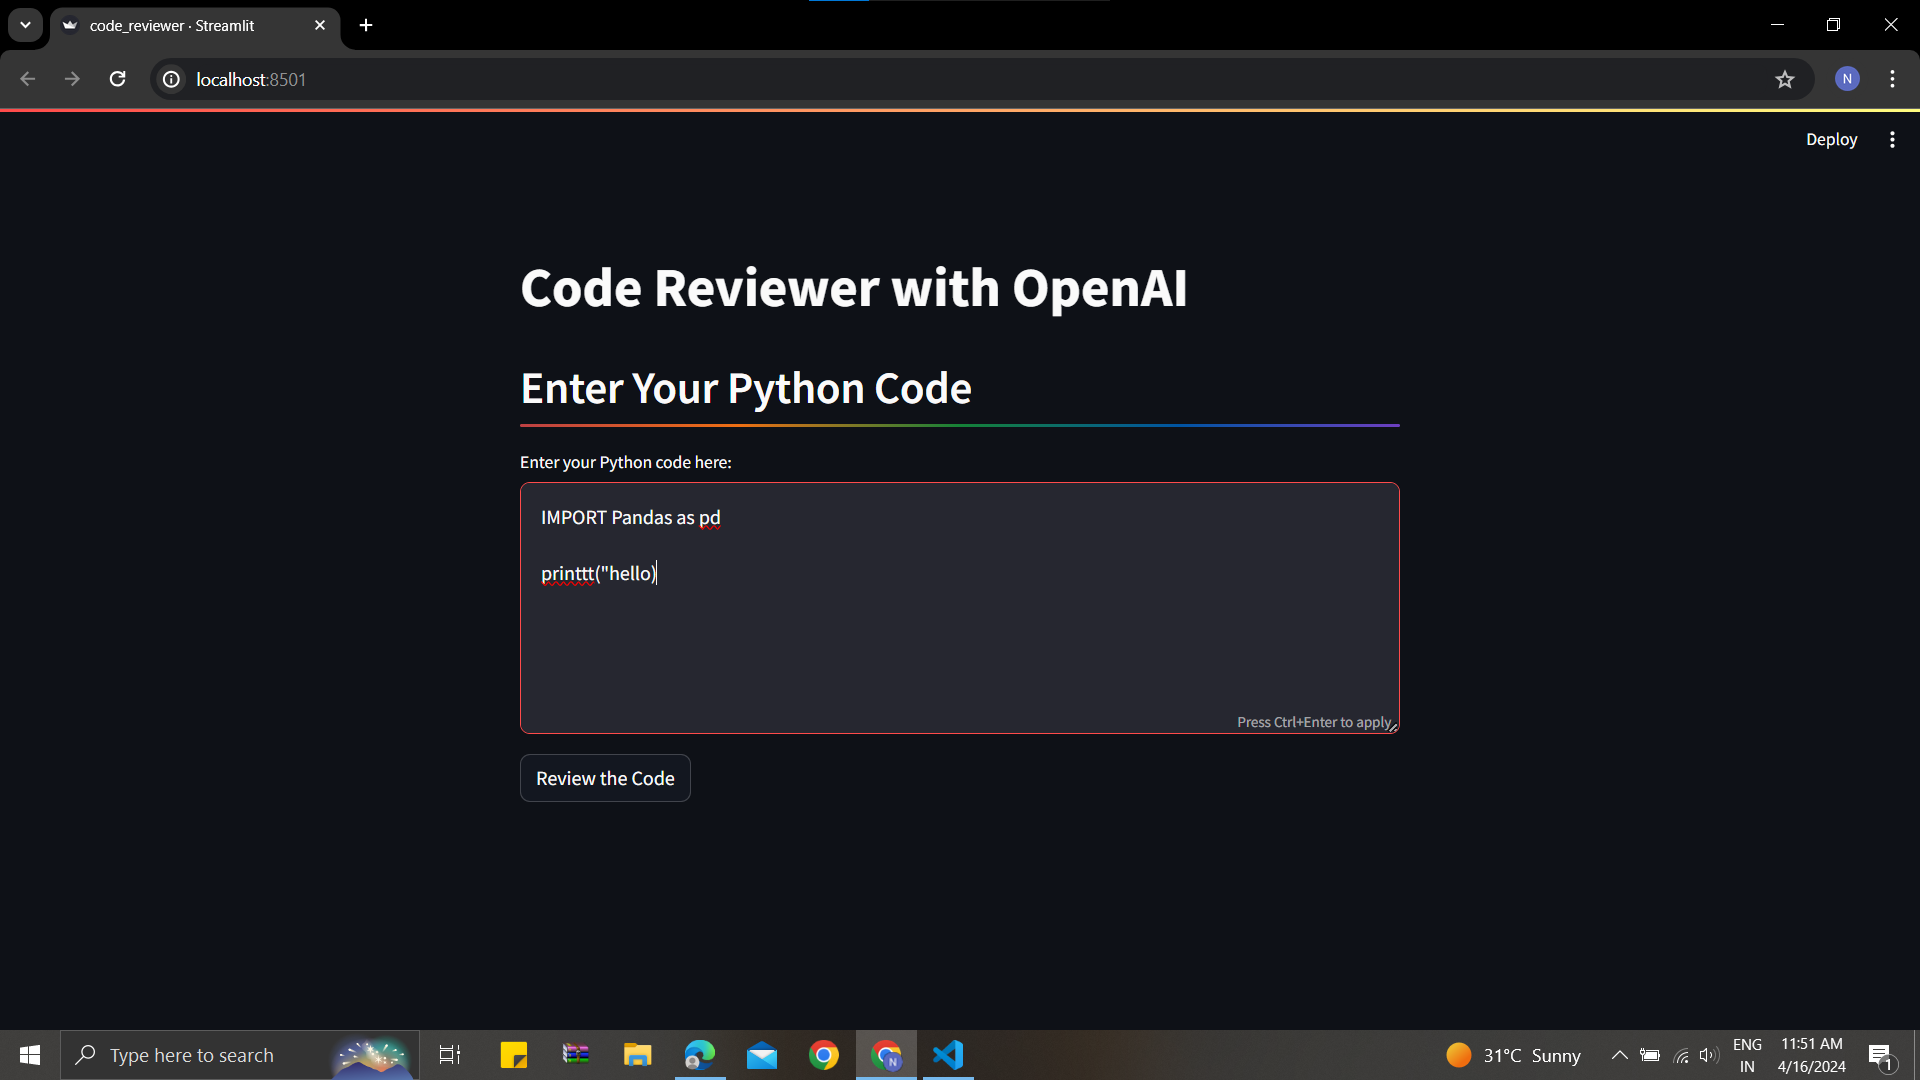 code_reviewer · Streamlit
localhost:8501
N
Deploy
Code Reviewer with OpenAI
Enter Your Python Code
Enter your Python code here:
IMPORT Pandas as pd
printtt("hello)
Press Ctrl+Enter to apply
Review the Code
Type here to search
N
31°C Sunny
ENG
IN
11:51 AM
4/16/2024
1